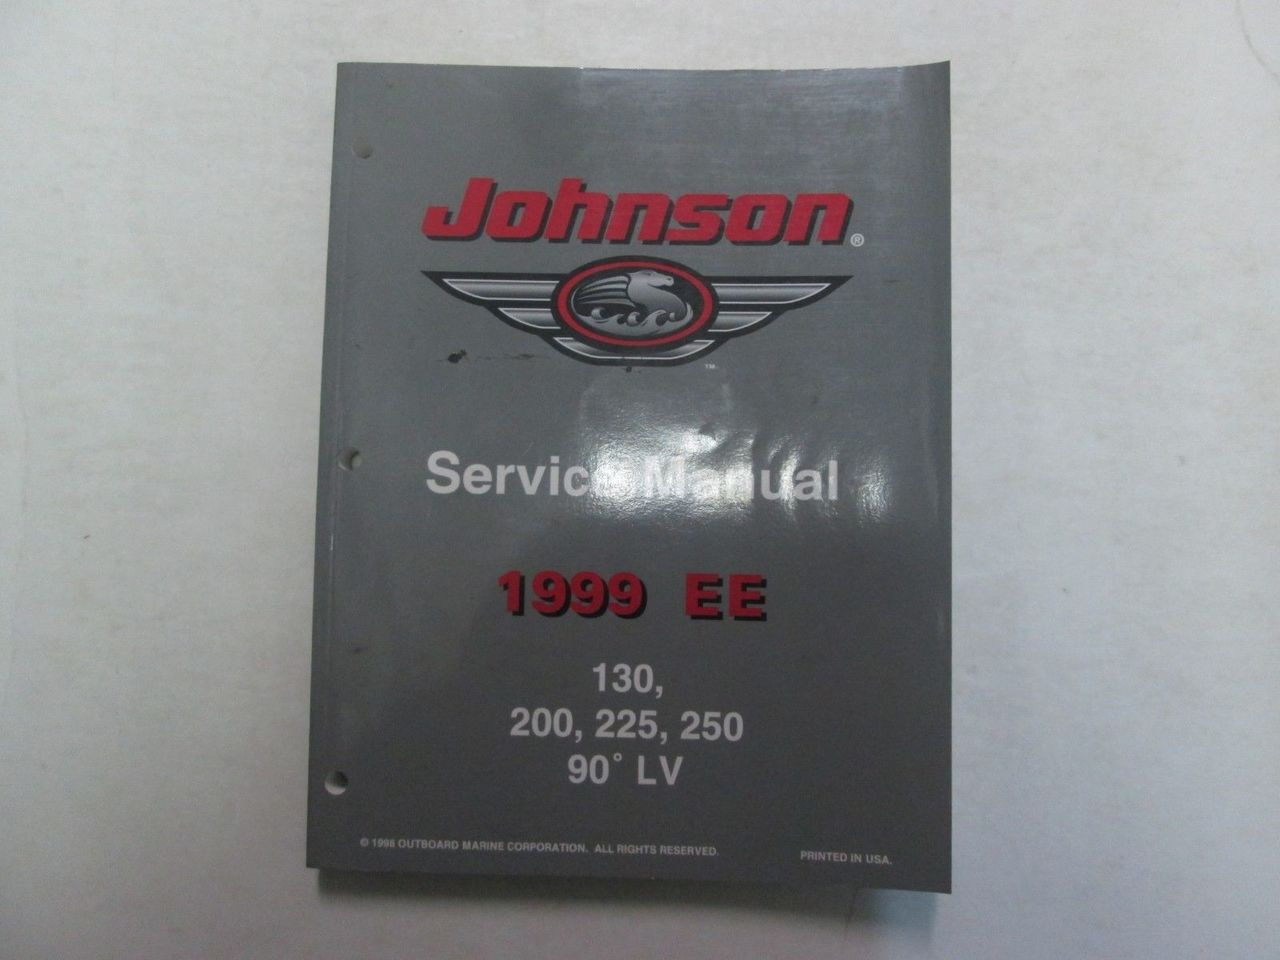 Johnson®
TM
Service Manual
1999 EE
130,
200, 225, 250
90° LV
© 1998 OUTBOARD MARINE CORPORATION. ALL RIGHTS RESERVED.
PRINTED IN USA.